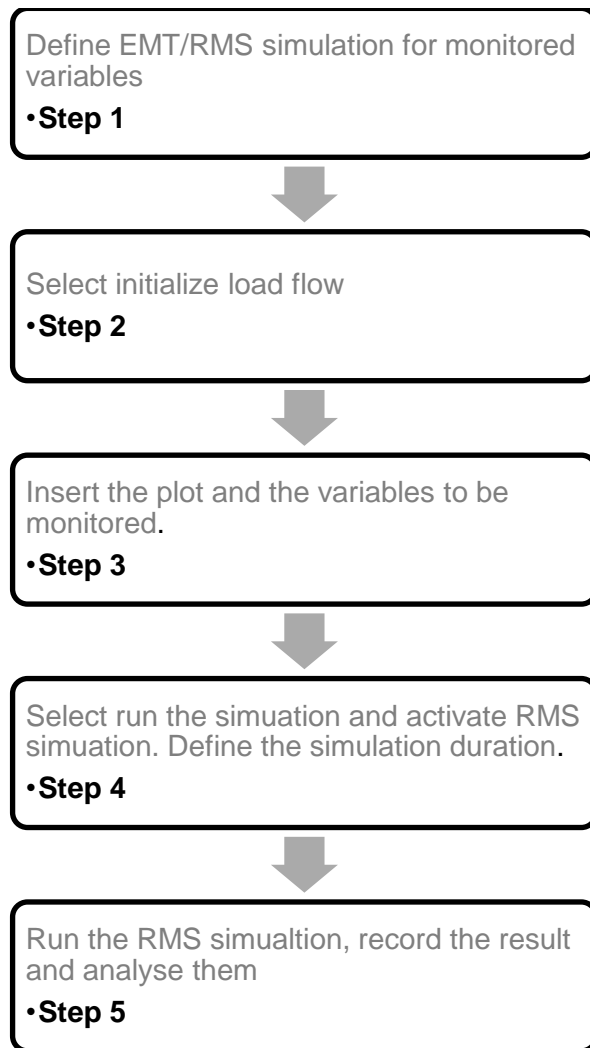 Define EMT/RMS simulation for monitored
variables
•Step 1
Select initialize load flow
•Step 2
Insert the plot and the variables to be
monitored.
•Step 3
Select run the simuation and activate RMS
simuation. Define the simulation duration.
•Step 4
Run the RMS simualtion, record the result
and analyse them
•Step 5